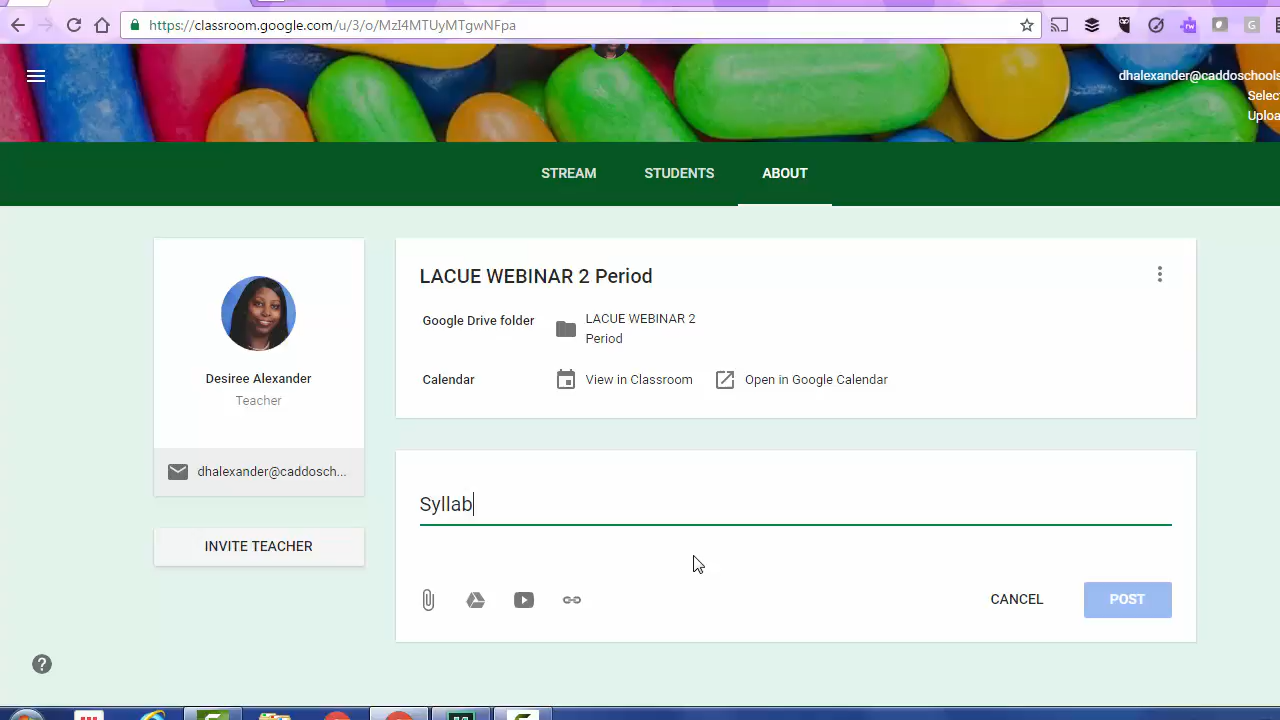 https://classroom.google.com/u/3/o/MzI4MTUyMTgwNFpa
dhalexander@caddoschools
Select
Uploa
STREAM
STUDENTS
ABOUT
LACUE WEBINAR 2 Period
Google Drive folder
LACUE WEBINAR 2
Period
Calendar
View in Classroom
Open in Google Calendar
Desiree Alexander
Teacher
dhalexander@caddosch...
INVITE TEACHER
Syllab
CANCEL
POST